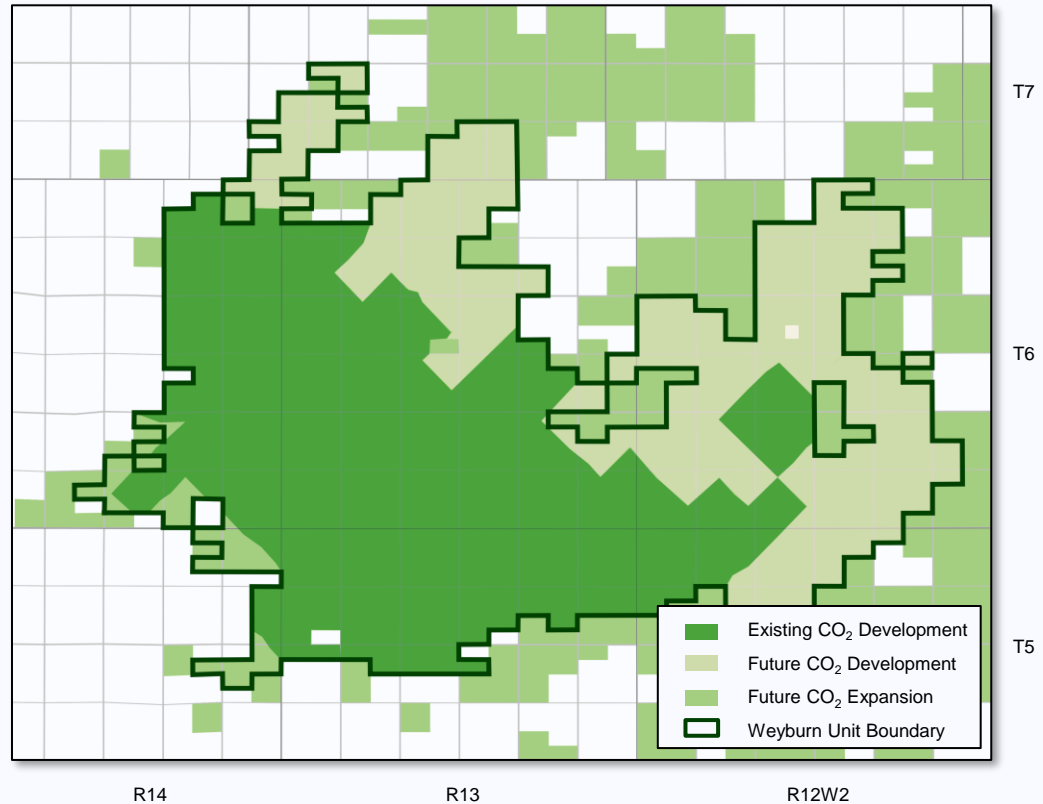 T7
T6
Existing CO₂ Development
Future CO₂ Development
T5
Future CO₂ Expansion
Weyburn Unit Boundary
R14
R13
R12W2